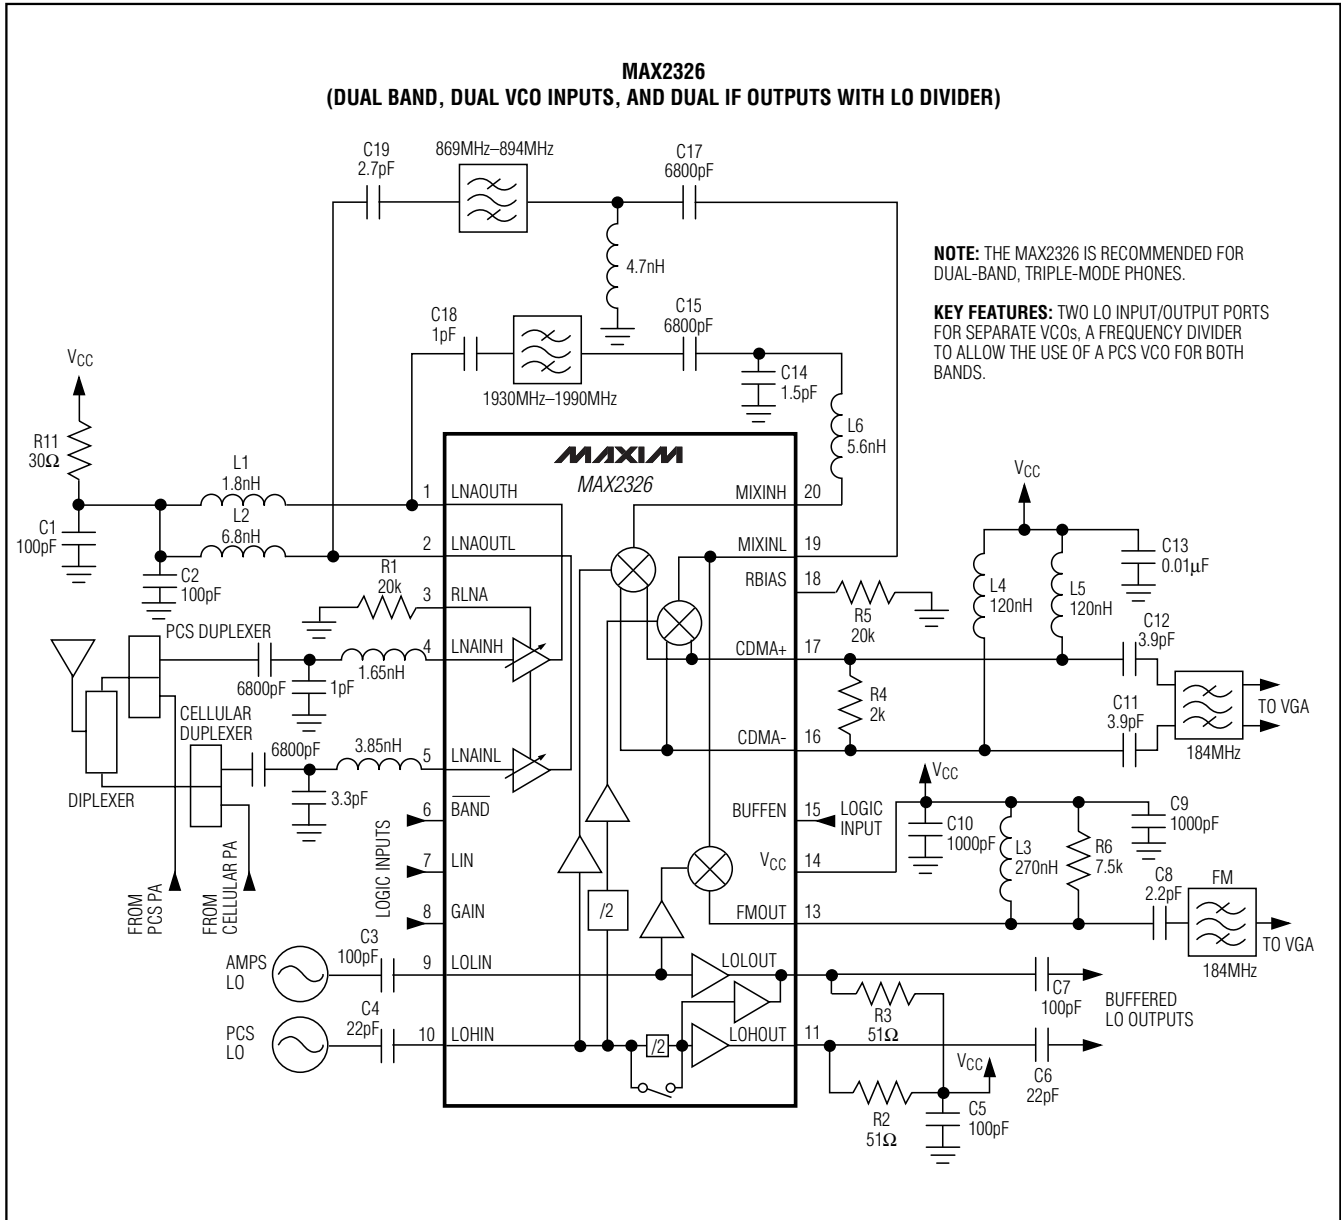 MAX2326
(DUAL BAND, DUAL VCO INPUTS, AND DUAL IF OUTPUTS WITH LO DIVIDER)
C19
2.7pF
869MHz–894MHz
C17
6800pF
4.7nH
NOTE: THE MAX2326 IS RECOMMENDED FOR
DUAL-BAND, TRIPLE-MODE PHONES.
KEY FEATURES: TWO LO INPUT/OUTPUT PORTS
FOR SEPARATE VCOs, A FREQUENCY DIVIDER
TO ALLOW THE USE OF A PCS VCO FOR BOTH
BANDS.
C18
1pF
1930MHz–1990MHz
C15
6800pF
C14
1.5pF
L6
5.6nH
VCC
R11
30Ω
C1
100pF
L1
1.8nH
L2
6.8nH
C2
100pF
R1
20k
MAXIM
MAX2326
1
LNAOUTH
2
LNAOUTL
3
RLNA
4
LNAINH
5
LNAINL
6
BAND
7
LIN
8
GAIN
9
LOLIN
10
LOHIN
MIXINH
20
MIXINL
19
RBIAS
18
CDMA+
17
CDMA-
16
BUFFEN
15
VCC
14
FMOUT
13
LOLOUT
LOHOUT
11
/2
/2
PCS DUPLEXER
6800pF
1pF
1.65nH
CELLULAR
DUPLEXER
6800pF
3.85nH
3.3pF
DIPLEXER
FROM
PCS PA
FROM
CELLULAR PA
LOGIC INPUTS
AMPS
LO
C3
100pF
PCS
LO
C4
22pF
R5
20k
VCC
L4
120nH
L5
120nH
C13
0.01µF
C12
3.9pF
R4
2k
C11
3.9pF
184MHz
TO VGA
LOGIC
INPUT
VCC
C10
1000pF
L3
270nH
R6
7.5k
C9
1000pF
C8
2.2pF
FM
184MHz
TO VGA
C7
100pF
BUFFERED
LO OUTPUTS
R3
51Ω
C6
22pF
VCC
R2
51Ω
C5
100pF